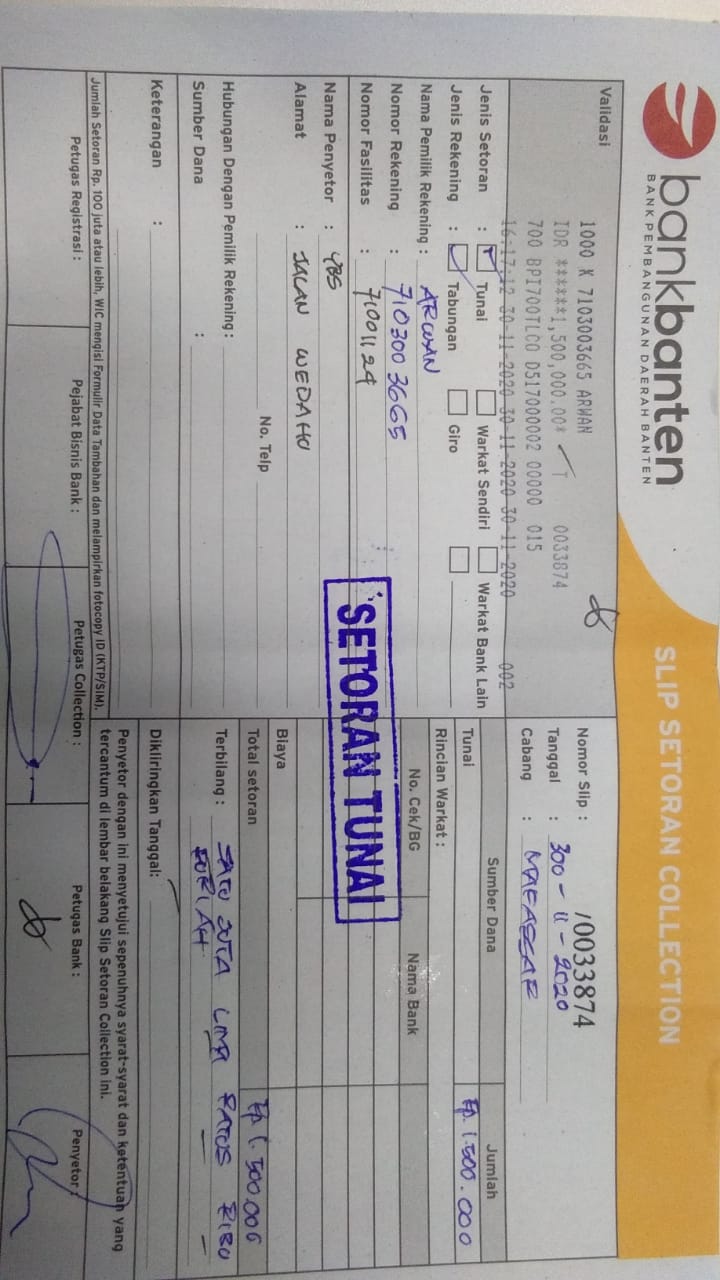 bankbanten
BANK PEMBANGUNAN DAERAH BANTEN
SLIP SETORAN COLLECTION
Validasi
1000 K 7103003665 ARWAN
IDR ******1,500,000.00* T 0033874
700 BPI700TLC0 D517000002 00000 015
16:17:12 30-11-2020 30-11-2020 30-11-2020 002
Nomor Slip : /0033874
Tanggal : 300-11-2020
Cabang : MAKASSAR
Jenis Setoran : Tunai Warkat Sendiri Warkat Bank Lain
Jenis Rekening : Tabungan Giro
Nama Pemilik Rekening : ARWAN
Nomor Rekening : 710300 3665
Nomor Fasilitas : 71001124
Nama Penyetor : YBS
Alamat : JALAN WEDAHU
No. Telp
Hubungan Dengan Pemilik Rekening :
Sumber Dana :
Keterangan :
Sumber Dana Jumlah
Tunai Rp. 1.500.000
Rincian Warkat :
No. Cek/BG Nama Bank
SETORAN TUNAI
Biaya
Total setoran Rp. 1.500.000
Terbilang : SATU JUTA LIMA RATUS RIBU
RUPIAH
Dikliringkan Tanggal:
Jumlah Setoran Rp. 100 juta atau lebih, WIC mengisi Formulir Data Tambahan dan melampirkan fotocopy ID (KTP/SIM).
Penyetor dengan ini menyetujui sepenuhnya syarat-syarat dan ketentuan yang
tercantum di lembar belakang Slip Setoran Collection ini.
Petugas Registrasi : Pejabat Bisnis Bank : Petugas Collection : Petugas Bank : Penyetor :